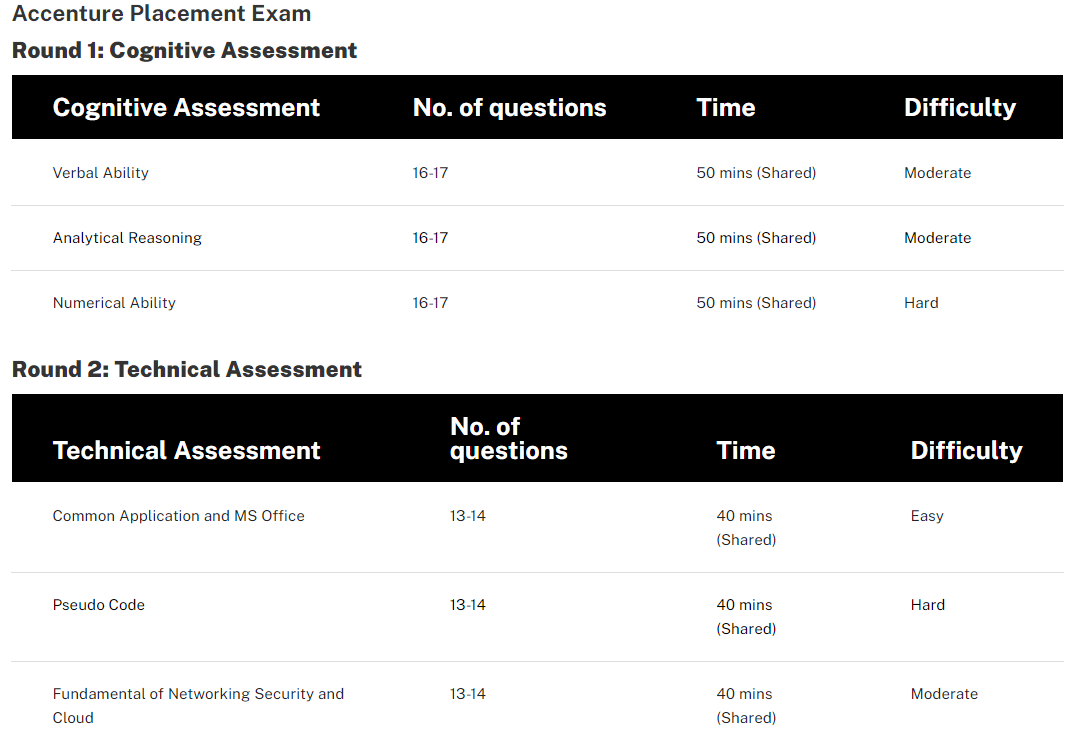 Accenture Placement Exam
Round 1: Cognitive Assessment
Cognitive Assessment No. of questions Time Difficulty
Verbal Ability 16-17 50 mins (Shared) Moderate
Analytical Reasoning 16-17 50 mins (Shared) Moderate
Numerical Ability 16-17 50 mins (Shared) Hard
Round 2: Technical Assessment
No. of
Technical Assessment questions Time Difficulty
Common Application and MS Office 13-14 40 mins Easy
(Shared)
Pseudo Code 13-14 40 mins Hard
(Shared)
Fundamental of Networking Security and 13-14 40 mins Moderate
Cloud (Shared)